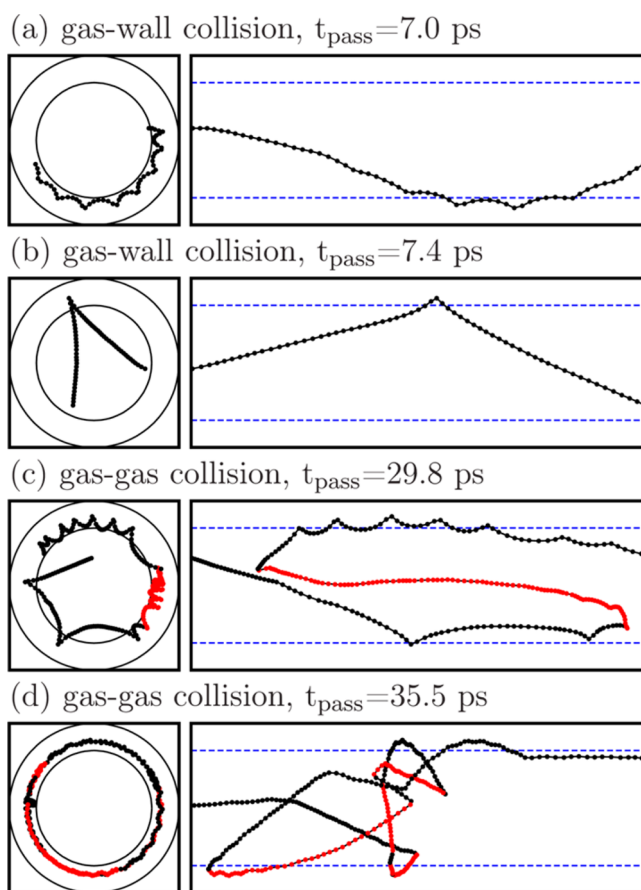 (a) gas-wall collision, t_pass=7.0 ps
(b) gas-wall collision, t_pass=7.4 ps
(c) gas-gas collision, t_pass=29.8 ps
(d) gas-gas collision, t_pass=35.5 ps